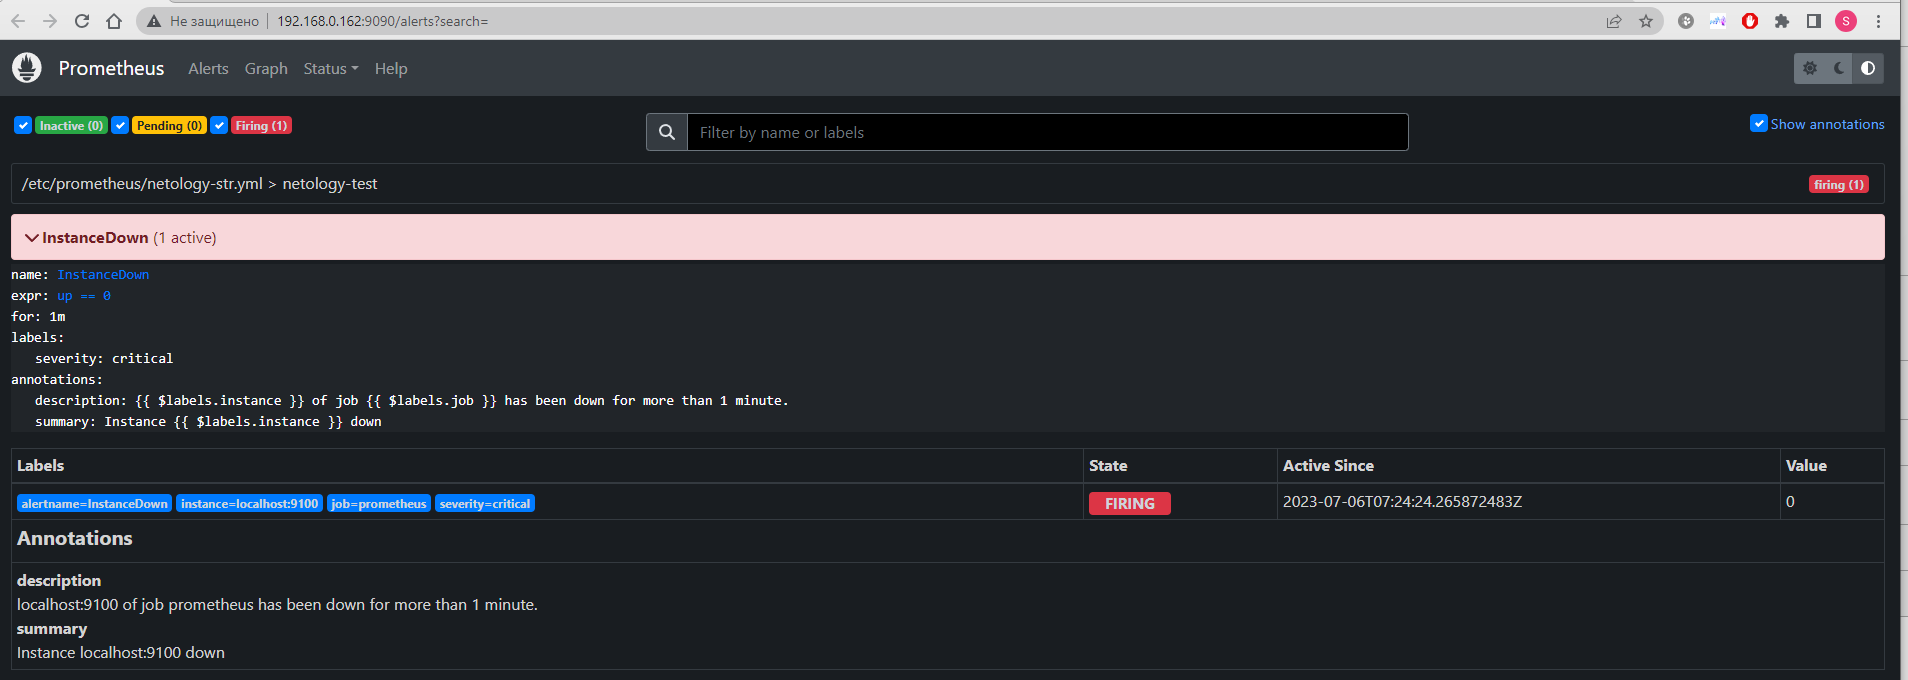 Не защищено 192.168.0.162:9090/alerts?search=
S
Prometheus Alerts Graph Status Help
Inactive (0) Pending (0) Firing (1) Filter by name or labels Show annotations
/etc/prometheus/netology-str.yml > netology-test firing (1)
InstanceDown (1 active)
name: InstanceDown
expr: up == 0
for: 1m
labels:
severity: critical
annotations:
description: {{ $labels.instance }} of job {{ $labels.job }} has been down for more than 1 minute.
summary: Instance {{ $labels.instance }} down
Labels State Active Since Value
alertname=InstanceDown instance=localhost:9100 job=prometheus severity=critical FIRING 2023-07-06T07:24:24.265872483Z 0
Annotations
description
localhost:9100 of job prometheus has been down for more than 1 minute.
summary
Instance localhost:9100 down